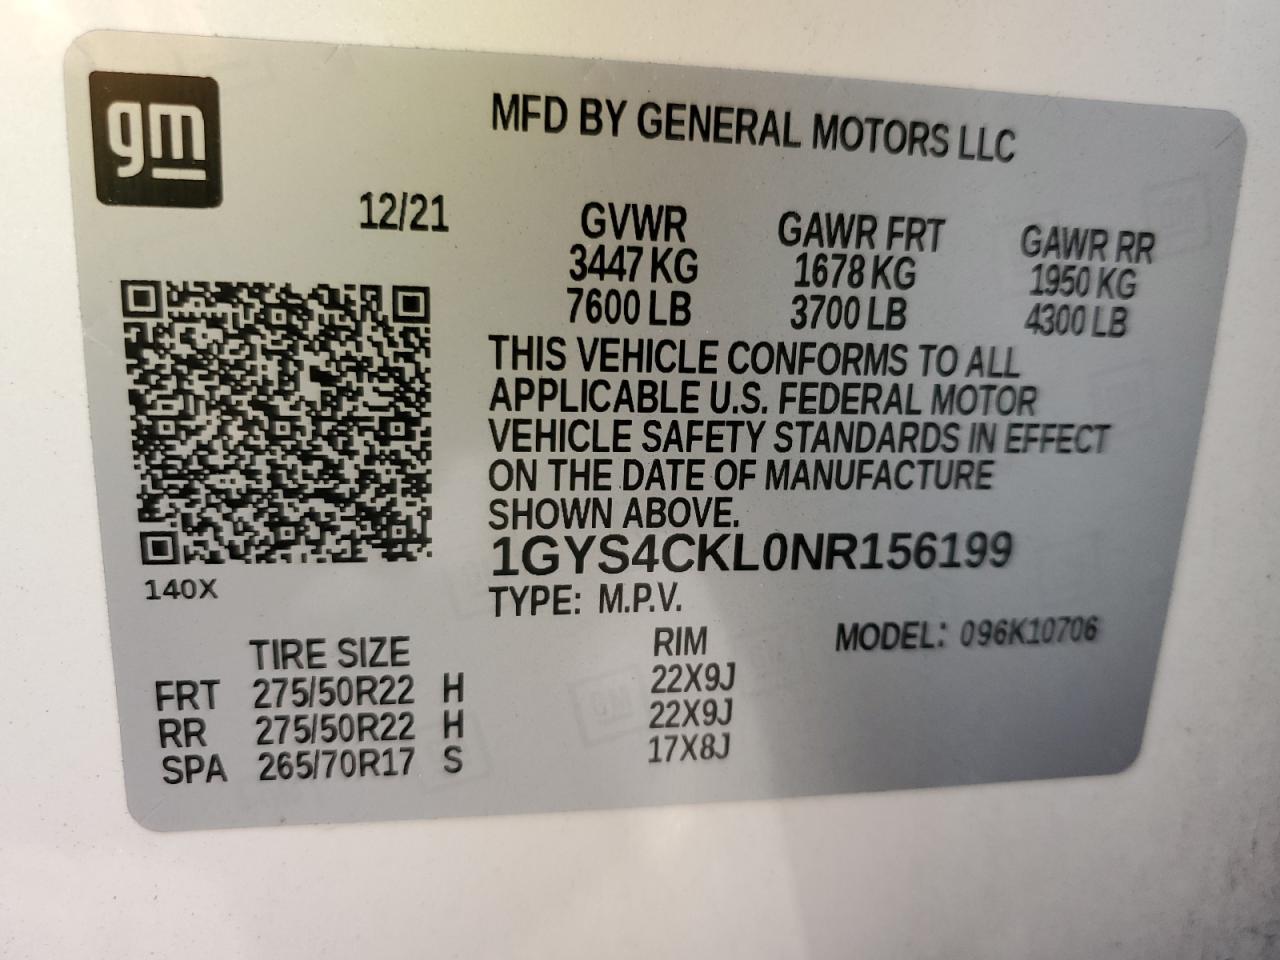 gm
MFD BY GENERAL MOTORS LLC
12/21
GVWR GAWR FRT GAWR RR
3447 KG 1678 KG 1950 KG
7600 LB 3700 LB 4300 LB
THIS VEHICLE CONFORMS TO ALL
APPLICABLE U.S. FEDERAL MOTOR
VEHICLE SAFETY STANDARDS IN EFFECT
ON THE DATE OF MANUFACTURE
SHOWN ABOVE.
1GYS4CKL0NR156199
140X
TYPE: M.P.V.
MODEL: 096K10706
TIRE SIZE RIM
FRT 275/50R22 H 22X9J
RR 275/50R22 H 22X9J
SPA 265/70R17 S 17X8J